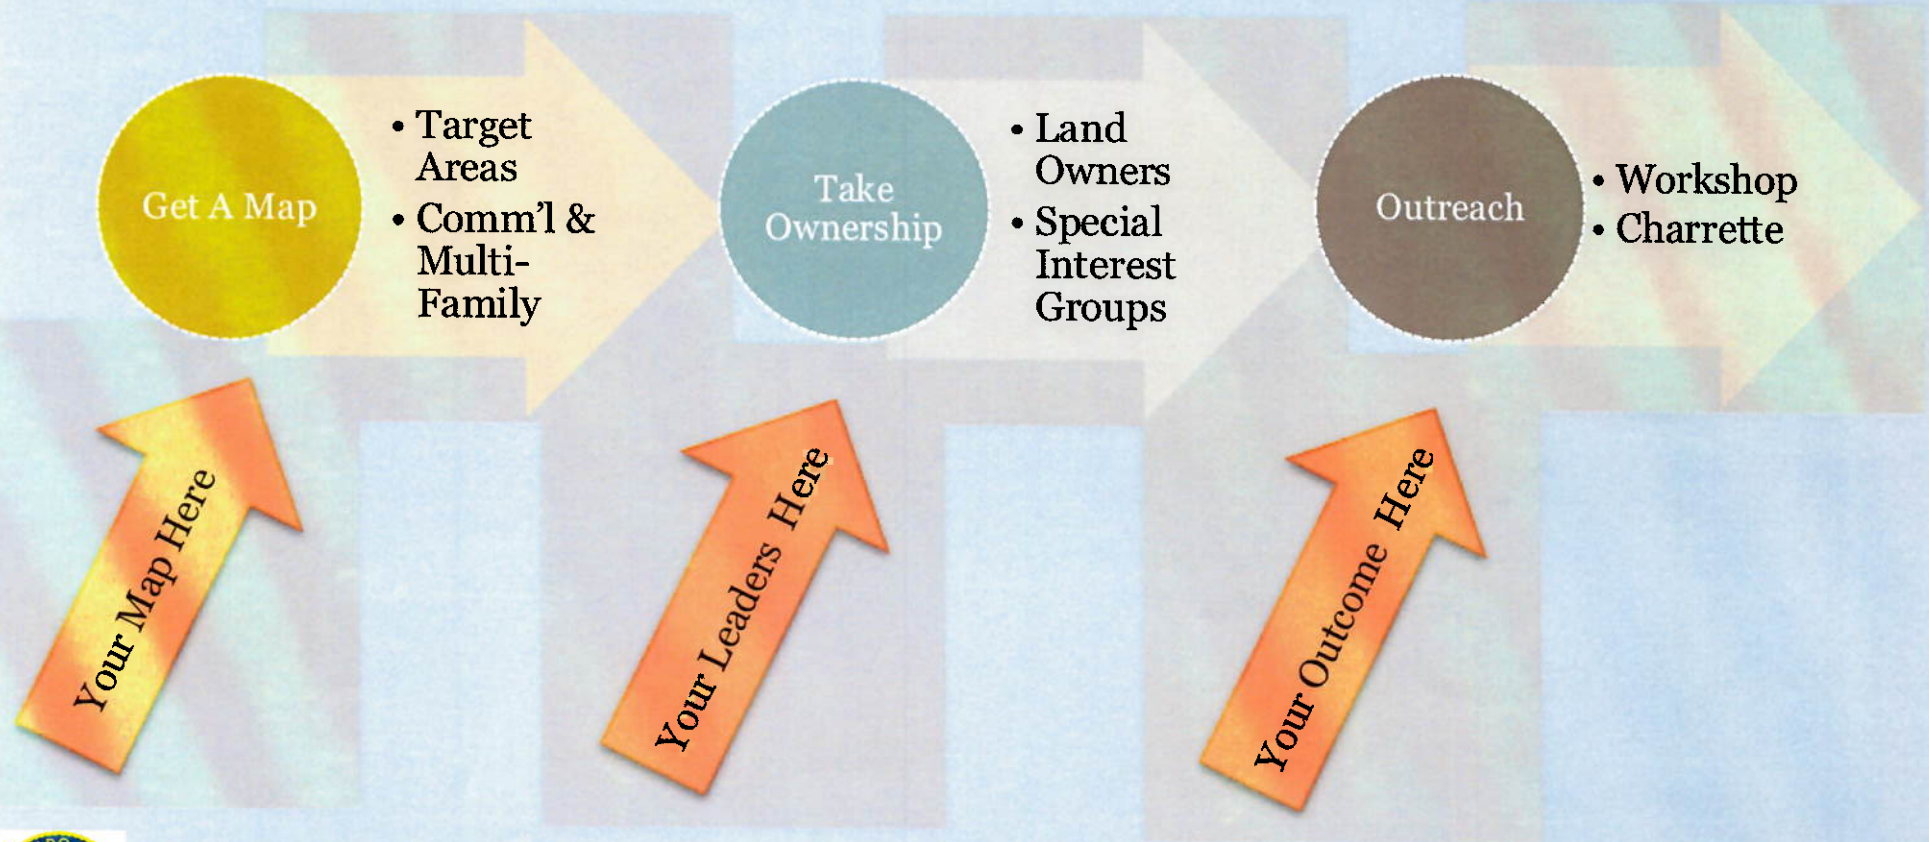 Get A Map
• Target
Areas
• Comm'l &
Multi-
Family
Take
Ownership
• Land
Owners
• Special
Interest
Groups
Outreach
• Workshop
• Charrette
Your Map Here
Your Leaders Here
Your Outcome Here